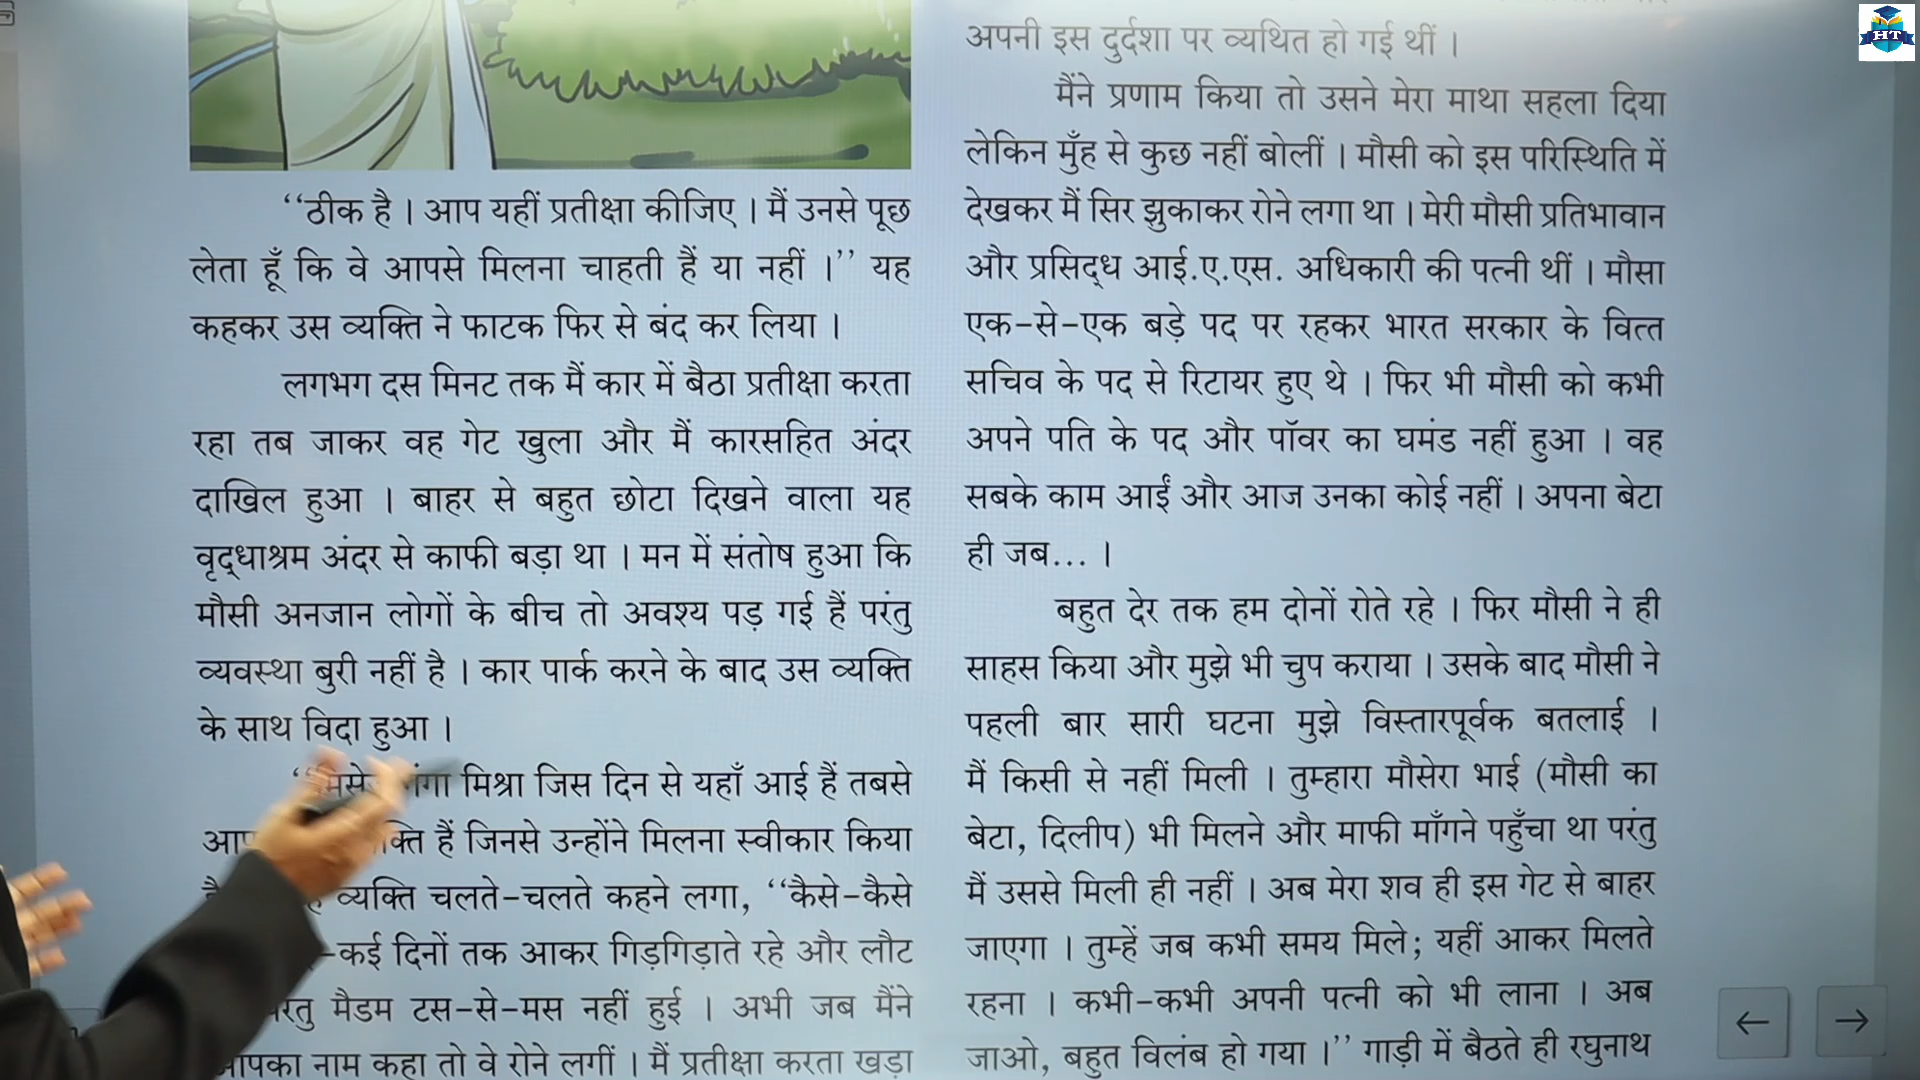 ‘‘ठीक है । आप यहीं प्रतीक्षा कीजिए । मैं उनसे पूछ
लेता हूँ कि वे आपसे मिलना चाहती हैं या नहीं ।’’ यह
कहकर उस व्यक्ति ने फाटक फिर से बंद कर लिया ।
लगभग दस मिनट तक मैं कार में बैठा प्रतीक्षा करता
रहा तब जाकर वह गेट खुला और मैं कारसहित अंदर
दाखिल हुआ । बाहर से बहुत छोटा दिखने वाला यह
वृद्धाश्रम अंदर से काफी बड़ा था । मन में संतोष हुआ कि
मौसी अनजान लोगों के बीच तो अवश्य पड़ गई हैं परंतु
व्यवस्था बुरी नहीं है । कार पार्क करने के बाद उस व्यक्ति
के साथ विदा हुआ ।
मिश्रा जिस दिन से यहाँ आई हैं तबसे
हैं जिनसे उन्होंने मिलना स्वीकार किया
व्यक्ति चलते-चलते कहने लगा, ‘‘कैसे-कैसे
-कई दिनों तक आकर गिड़गिड़ाते रहे और लौट
मैडम टस-से-मस नहीं हुई । अभी जब मैंने
नाम कहा तो वे रोने लगीं । मैं प्रतीक्षा करता खड़ा
अपनी इस दुर्दशा पर व्यथित हो गई थीं ।
मैंने प्रणाम किया तो उसने मेरा माथा सहला दिया
लेकिन मुँह से कुछ नहीं बोलीं । मौसी को इस परिस्थिति में
देखकर मैं सिर झुकाकर रोने लगा था । मेरी मौसी प्रतिभावान
और प्रसिद्ध आई.ए.एस. अधिकारी की पत्नी थीं । मौसा
एक-से-एक बड़े पद पर रहकर भारत सरकार के वित्त
सचिव के पद से रिटायर हुए थे । फिर भी मौसी को कभी
अपने पति के पद और पॉवर का घमंड नहीं हुआ । वह
सबके काम आईं और आज उनका कोई नहीं । अपना बेटा
ही जब... ।
बहुत देर तक हम दोनों रोते रहे । फिर मौसी ने ही
साहस किया और मुझे भी चुप कराया । उसके बाद मौसी ने
पहली बार सारी घटना मुझे विस्तारपूर्वक बतलाई ।
मैं किसी से नहीं मिली । तुम्हारा मौसेरा भाई (मौसी का
बेटा, दिलीप) भी मिलने और माफी माँगने पहुँचा था परंतु
मैं उससे मिली ही नहीं । अब मेरा शव ही इस गेट से बाहर
जाएगा । तुम्हें जब कभी समय मिले; यहीं आकर मिलते
रहना । कभी-कभी अपनी पत्नी को भी लाना । अब
जाओ, बहुत विलंब हो गया ।’’ गाड़ी में बैठते ही रघुनाथ
HT